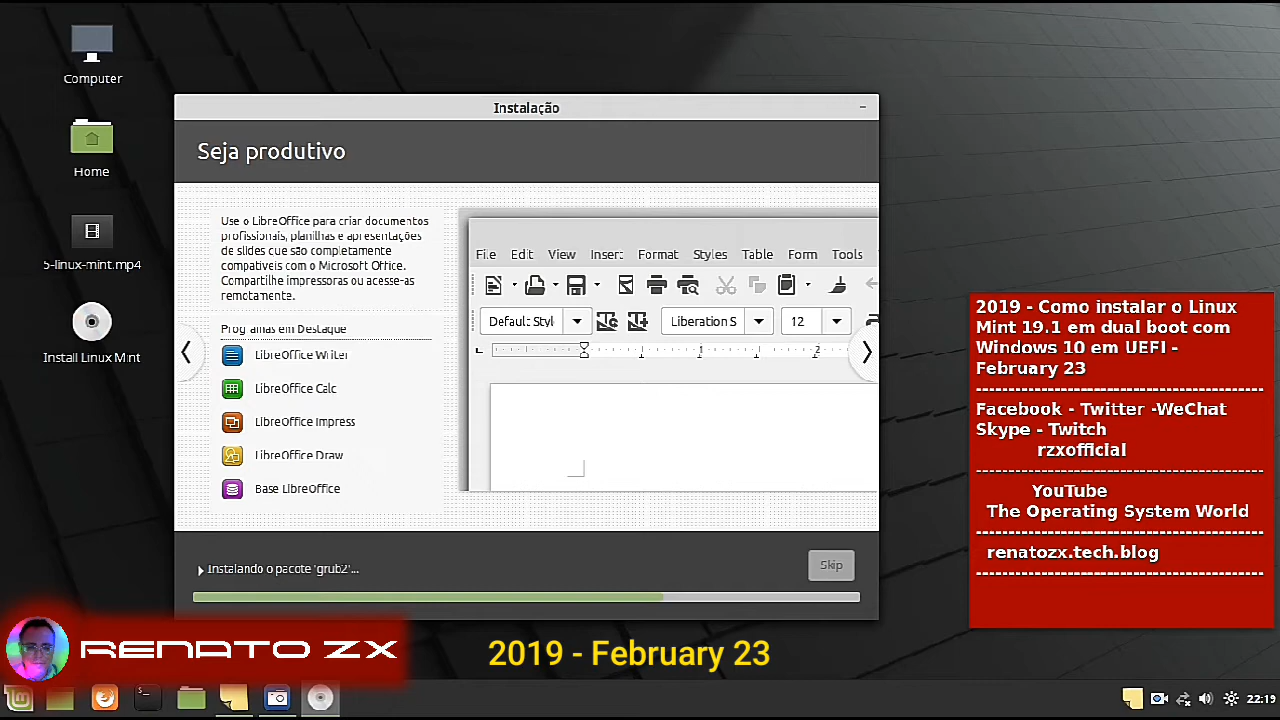 Computer
Home
5-linux-mint.mp4
Install Linux Mint
Instalação
Seja produtivo
Use o LibreOffice para criar documentos
profissionais, planilhas e apresentações
de slides que são completamente
compatíveis com o Microsoft Office.
Compartilhe impressoras ou acesse-as
remotamente.
Programas em Destaque
LibreOffice Writer
LibreOffice Calc
LibreOffice Impress
LibreOffice Draw
Base LibreOffice
File Edit View Insert Format Styles Table Form Tools
Default Styl Liberation S 12
1 2
Instalando o pacote 'grub2'...
Skip
2019 - Como instalar o Linux
Mint 19.1 em dual boot com
Windows 10 em UEFI -
February 23
Facebook - Twitter -WeChat
Skype - Twitch
rzxofficial
YouTube
The Operating System World
renatozx.tech.blog
RENATO ZX
2019 - February 23
22:19